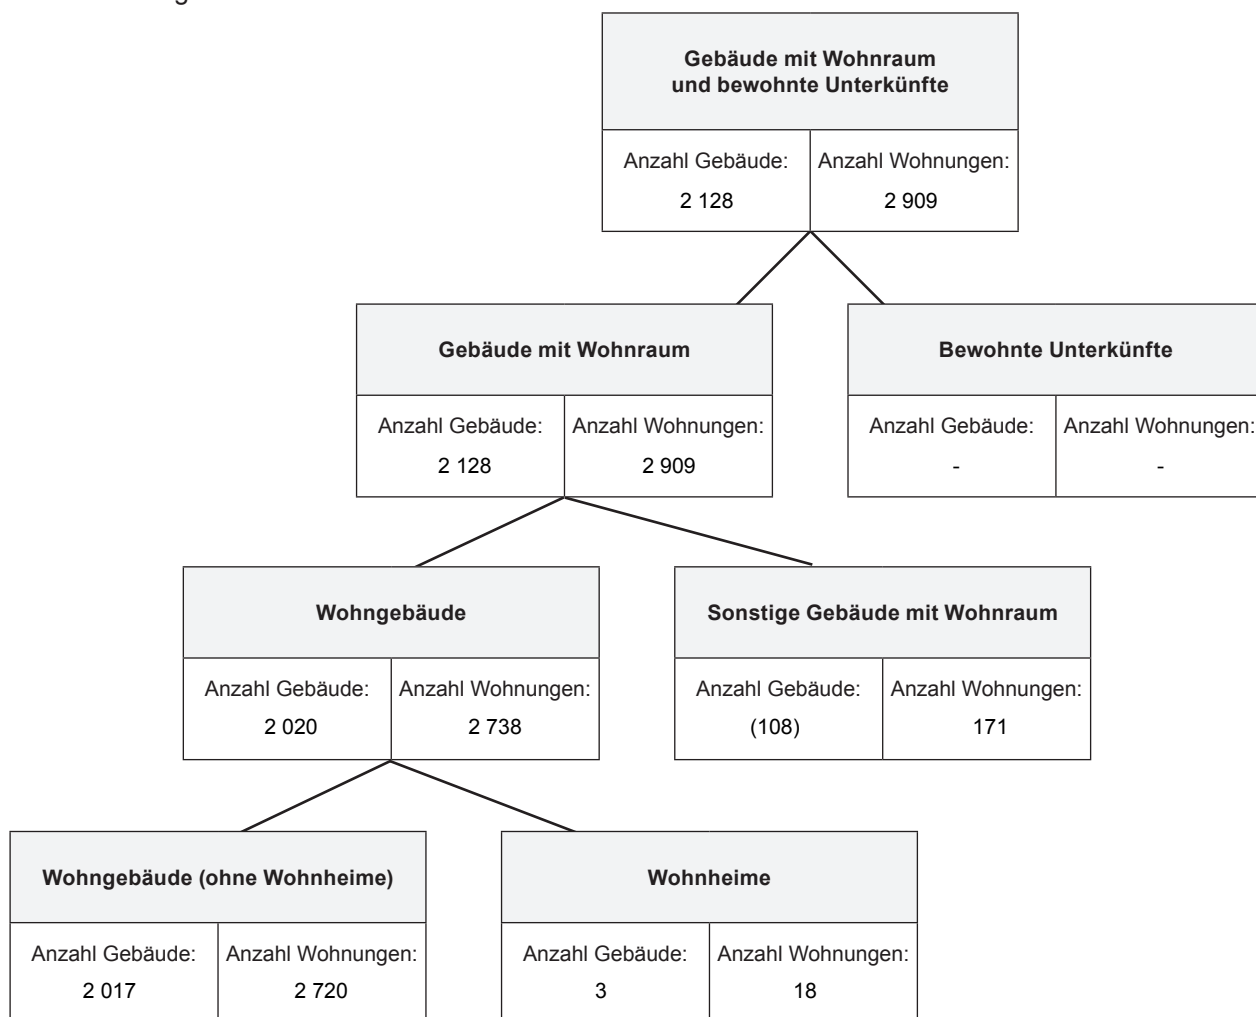 Gebäude mit Wohnraum
und bewohnte Unterkünfte
Anzahl Gebäude:
2 128
Anzahl Wohnungen:
2 909
Gebäude mit Wohnraum
Anzahl Gebäude:
2 128
Anzahl Wohnungen:
2 909
Bewohnte Unterkünfte
Anzahl Gebäude:
-
Anzahl Wohnungen:
-
Wohngebäude
Anzahl Gebäude:
2 020
Anzahl Wohnungen:
2 738
Sonstige Gebäude mit Wohnraum
Anzahl Gebäude:
(108)
Anzahl Wohnungen:
171
Wohngebäude (ohne Wohnheime)
Anzahl Gebäude:
2 017
Anzahl Wohnungen:
2 720
Wohnheime
Anzahl Gebäude:
3
Anzahl Wohnungen:
18